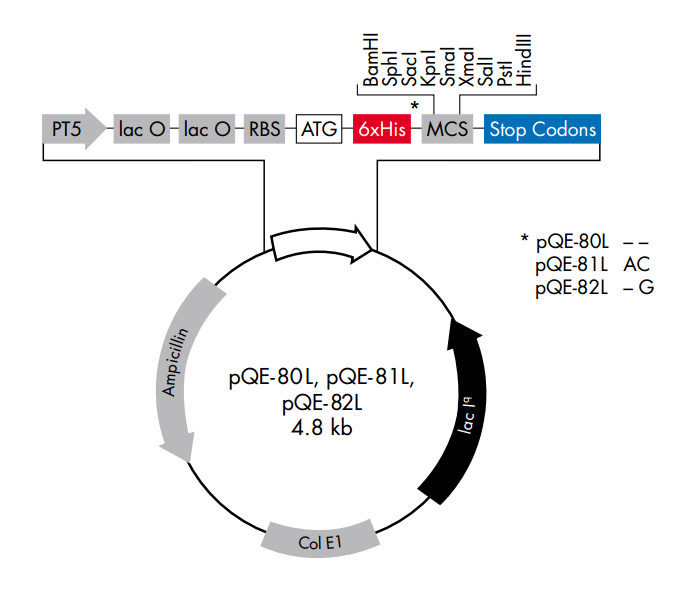 BamHI
SphI
SacI
KpnI
SmaI
XmaI
SalI
PstI
HindIII
*
PT5 lac O lac O RBS ATG 6xHis MCS Stop Codons
* pQE-80L – –
pQE-81L AC
pQE-82L – G
Ampicillin
pQE-80L, pQE-81L,
pQE-82L
4.8 kb
lac Iq
Col E1